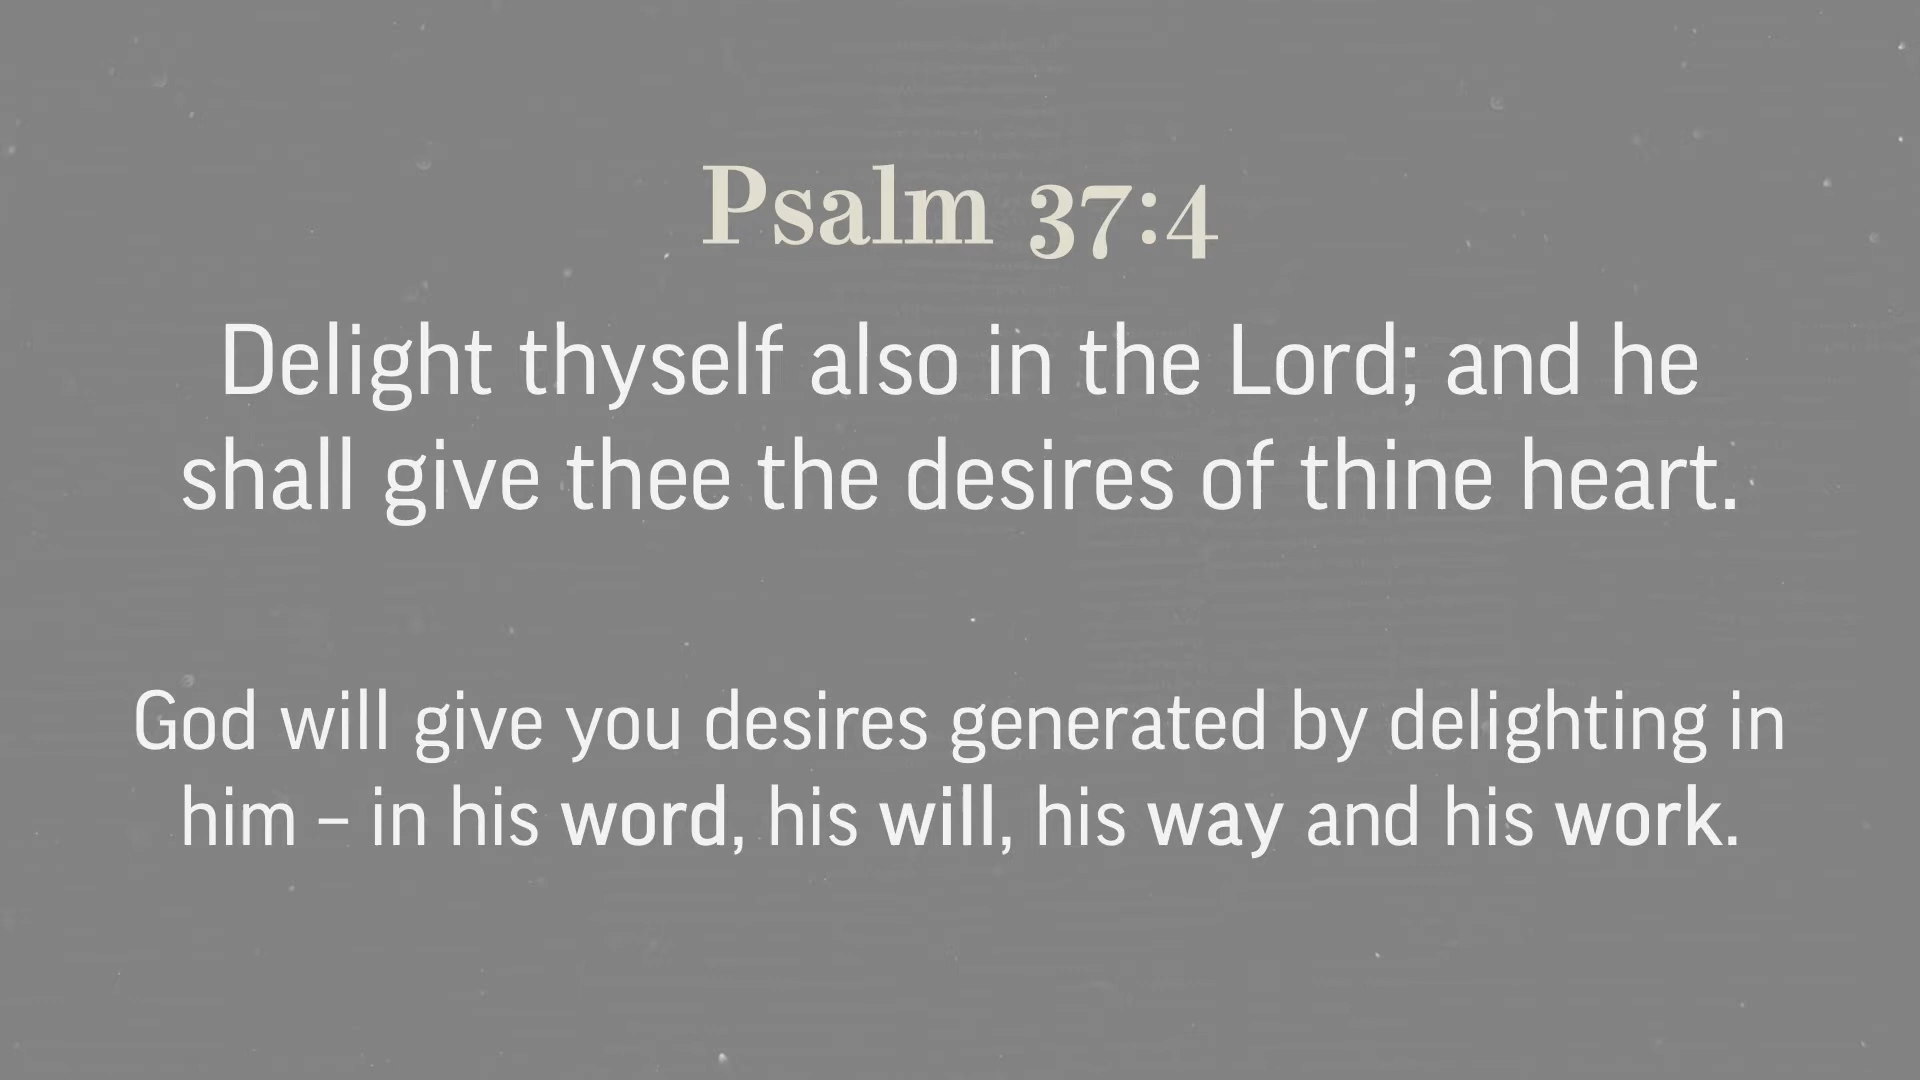 Psalm 37:4
Delight thyself also in the Lord; and he
shall give thee the desires of thine heart.
God will give you desires generated by delighting in
him – in his word, his will, his way and his work.